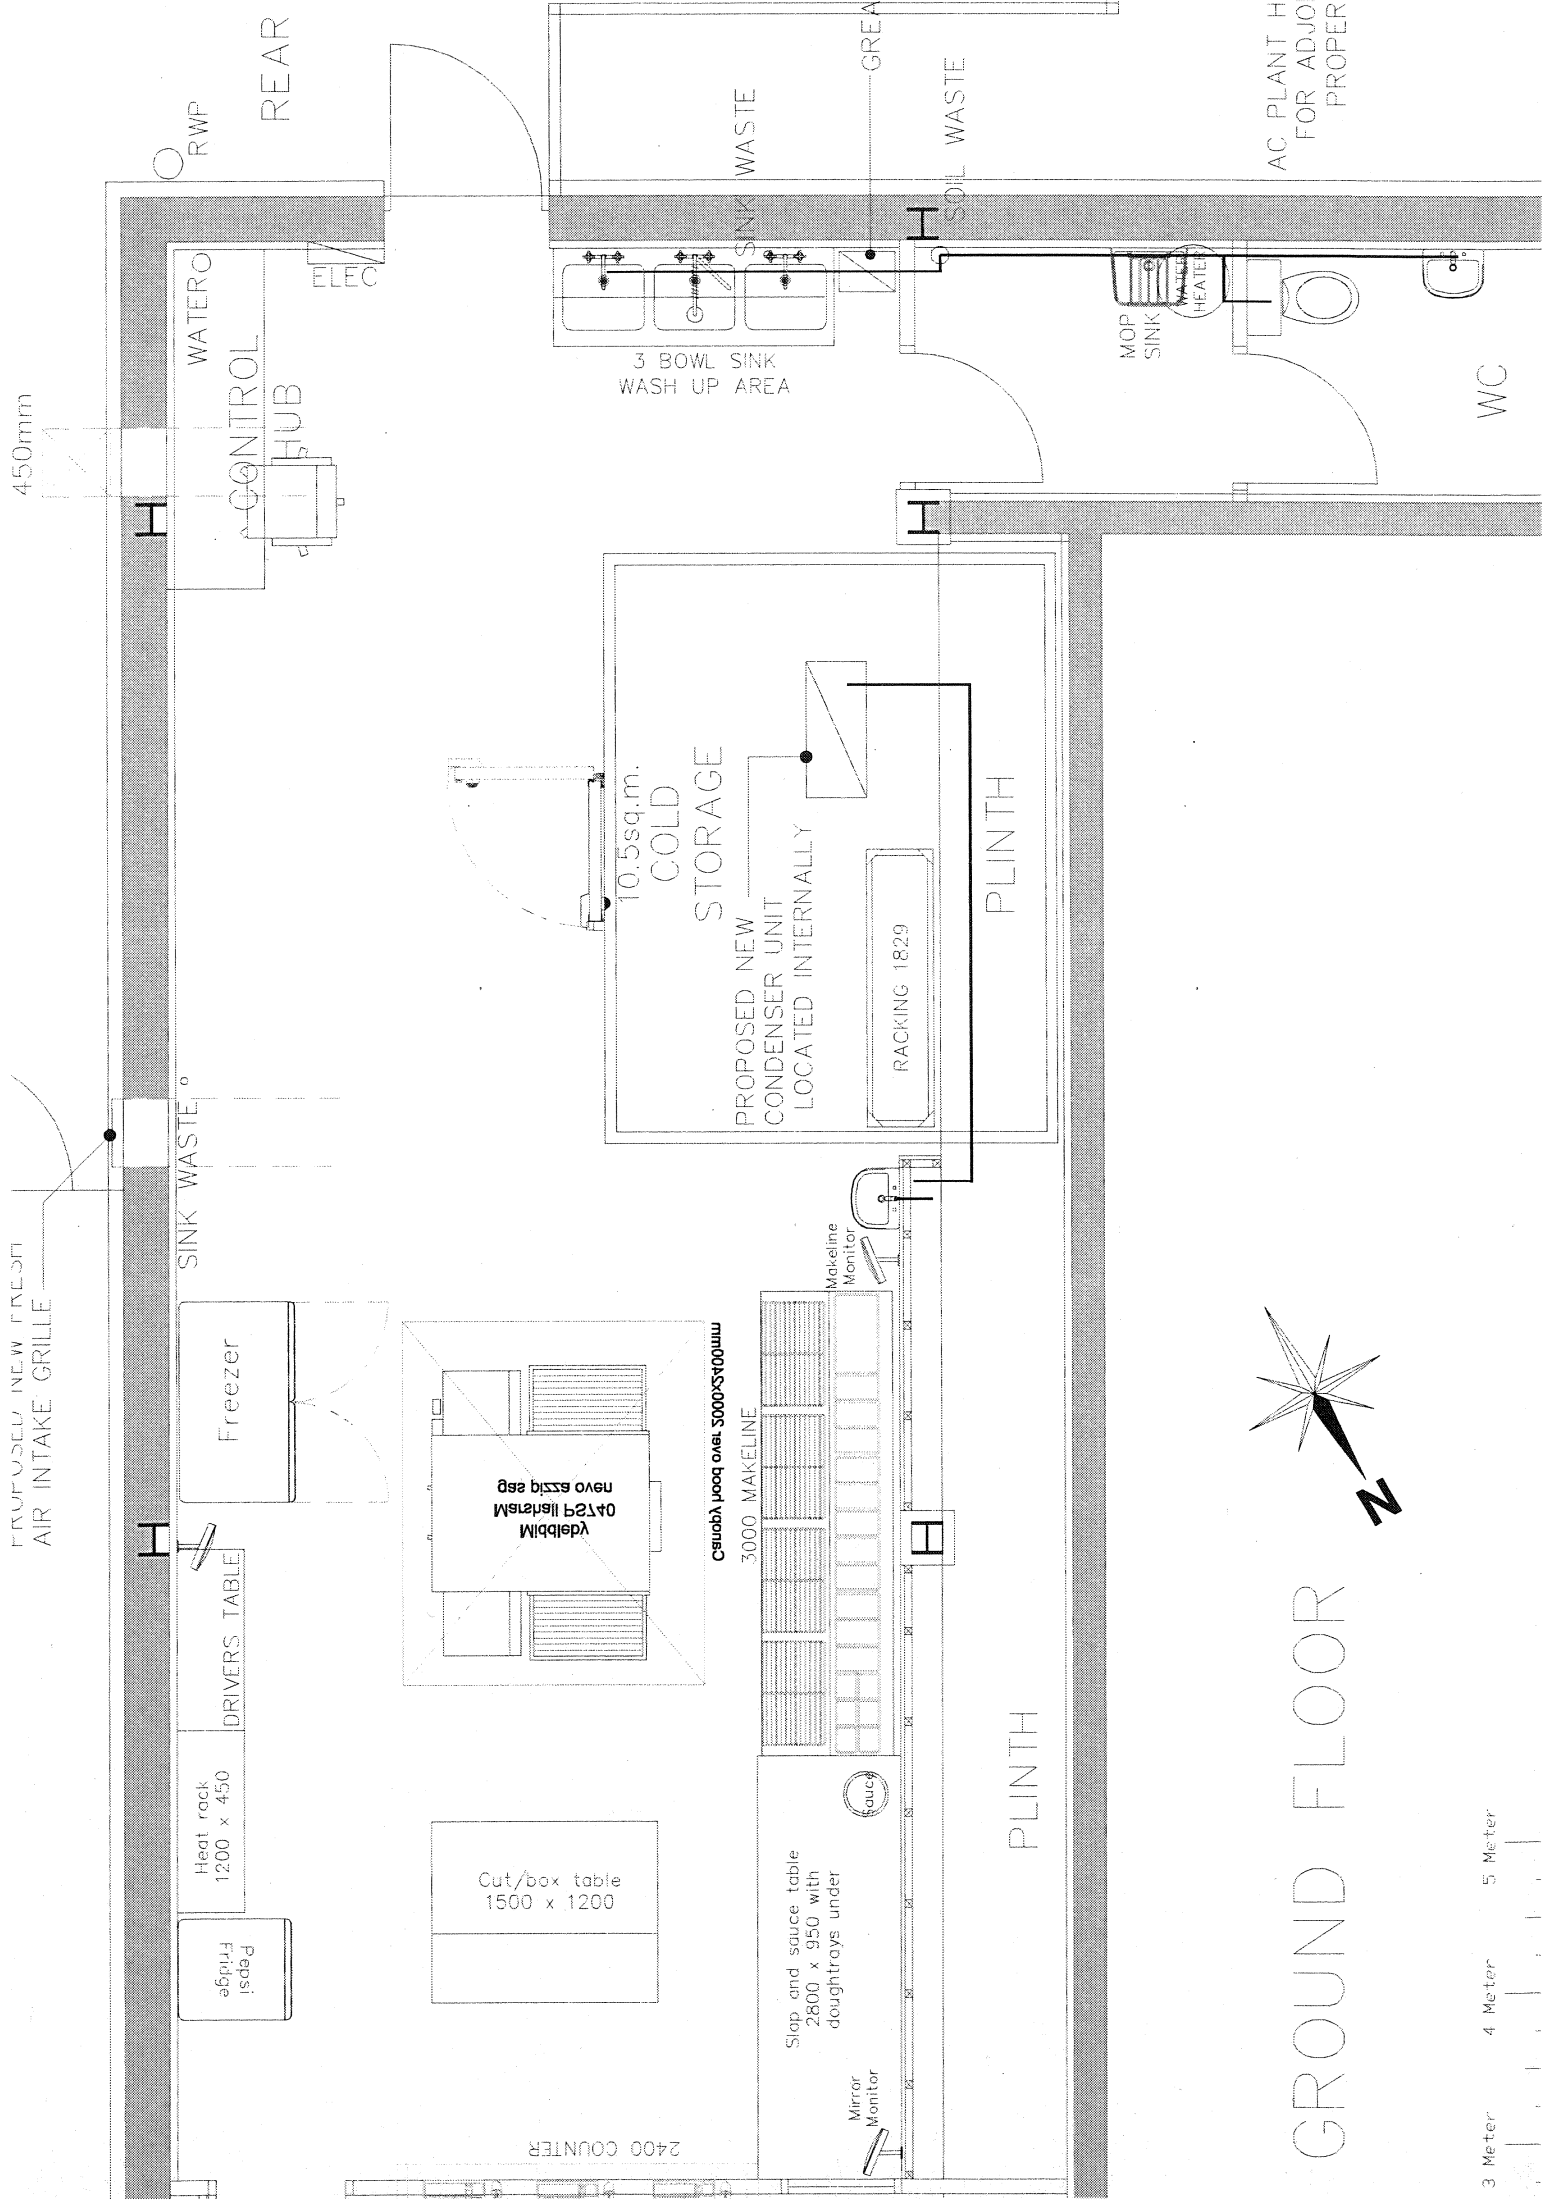 REAR
RWP
GREA
SINK WASTE
SOIL WASTE
AC PLANT H
FOR ADJO
PROPER
450mm
WATERO
CONTROL
HUB
ELEC
3 BOWL SINK
WASH UP AREA
MOP
SINK
WATER
HEATER
WC
H
H
H
10.5sq.m.
COLD
STORAGE
PROPOSED NEW
CONDENSER UNIT
LOCATED INTERNALLY
RACKING 1829
PLINTH
PROPOSED NEW FRESH
AIR INTAKE GRILLE
SINK WASTE
Freezer
Middleby
Marshall PS740
gas pizza oven
Canopy hood over 2000x2400mm
3000 MAKELINE
Makeline
Monitor
H
H
DRIVERS TABLE
Heat rack
1200 x 450
Pepsi
Fridge
Cut/box table
1500 x 1200
Sauce
Slap and sauce table
2800 x 950 with
doughtrays under
Mirror
Monitor
2400 COUNTER
PLINTH
N
GROUND FLOOR
3 Meter
4 Meter
5 Meter